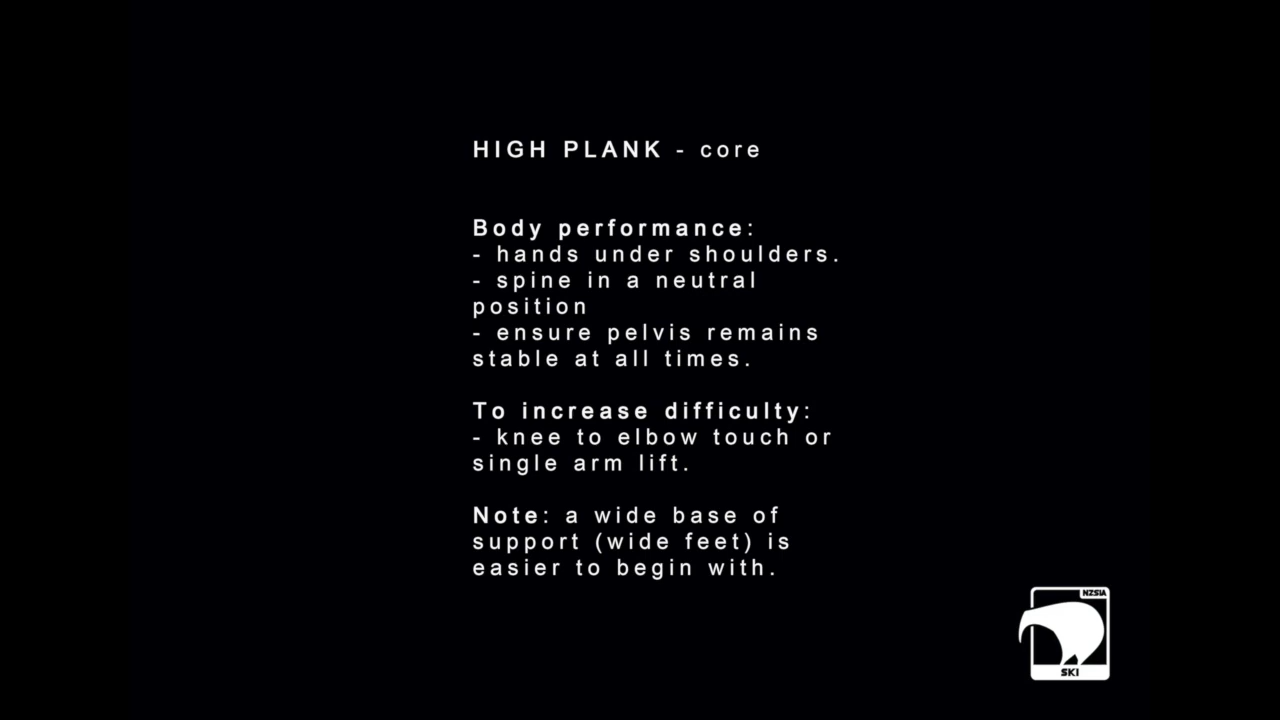 HIGH PLANK - core
Body performance:
- hands under shoulders.
- spine in a neutral
position
- ensure pelvis remains
stable at all times.
To increase difficulty:
- knee to elbow touch or
single arm lift.
Note: a wide base of
support (wide feet) is
easier to begin with.
NZSIA
SKI